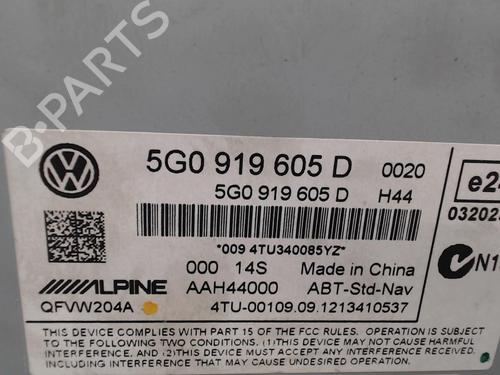 B-PARTS
5G0 919 605 D 0020
5G0 919 605 D H44
*009 4TU340085YZ*
000 14S Made in China
ALPINE AAH44000 ABT-Std-Nav
QFVW204A 4TU-00109.09.1213410537
e2
03202
N1
THIS DEVICE COMPLIES WITH PART 15 OF THE FCC RULES. OPERATION IS SUBJECT
TO THE FOLLOWING TWO CONDITIONS. (1)THIS DEVICE MAY NOT CAUSE HARMFUL
INTERFERENCE, AND (2)THIS DEVICE MUST ACCEPT ANY INTERFERENCE
RECEIVED, INCLUDING INTERFERENCE THAT MAY CAUSE